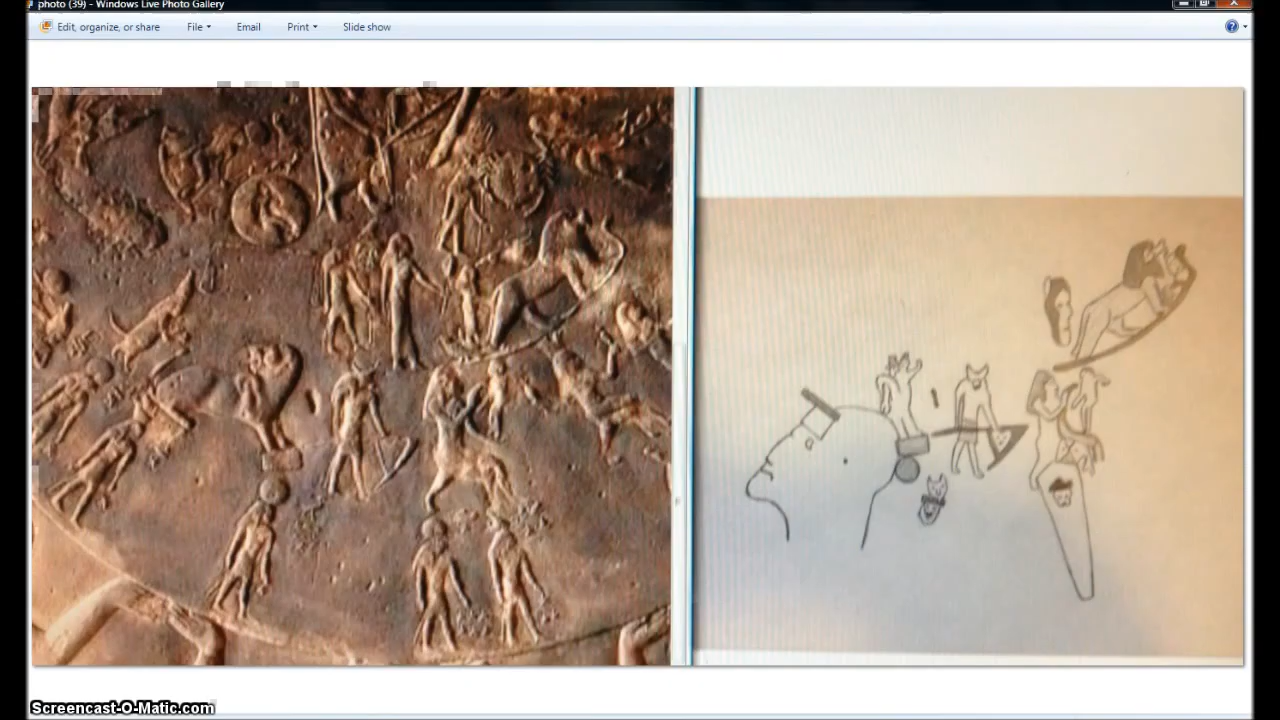 photo (39) - Windows Live Photo Gallery
Edit, organize, or share File Email Print Slide show
Screencast-O-Matic.com